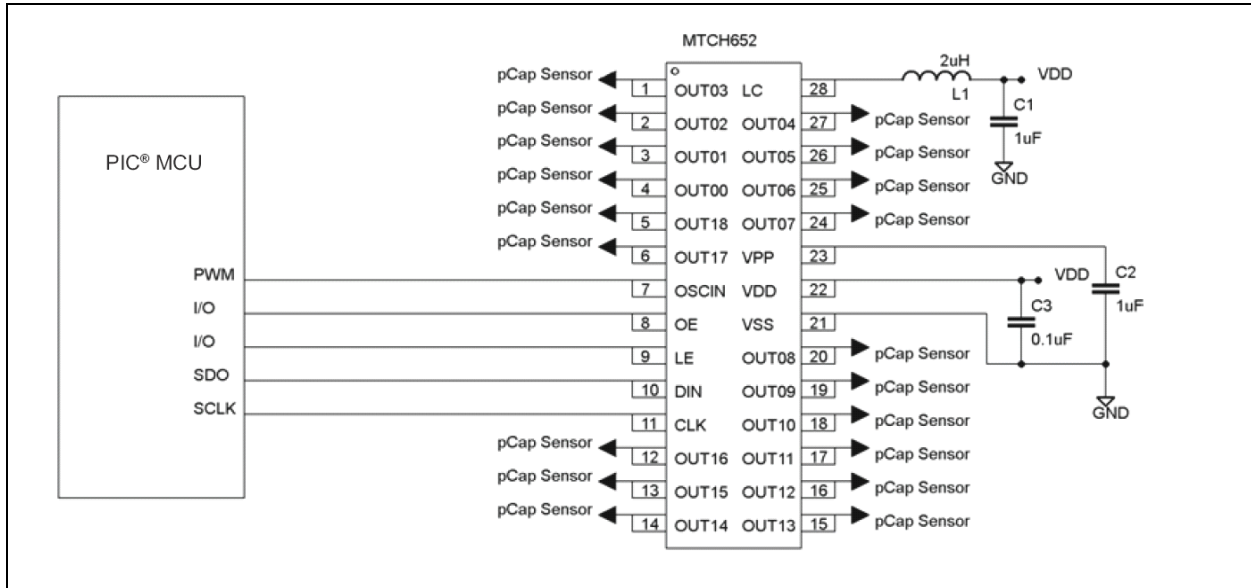 MTCH652
PIC® MCU
PWM
I/O
I/O
SDO
SCLK
pCap Sensor
1 OUT03
pCap Sensor
2 OUT02
pCap Sensor
3 OUT01
pCap Sensor
4 OUT00
pCap Sensor
5 OUT18
pCap Sensor
6 OUT17
7 OSCIN
8 OE
9 LE
10 DIN
11 CLK
pCap Sensor
12 OUT16
pCap Sensor
13 OUT15
pCap Sensor
14 OUT14
LC 28
2uH
L1
VDD
C1
1uF
GND
OUT04 27 pCap Sensor
OUT05 26 pCap Sensor
OUT06 25 pCap Sensor
OUT07 24 pCap Sensor
VPP 23
VDD 22
VSS 21
VDD
C2
1uF
C3
0.1uF
GND
OUT08 20 pCap Sensor
OUT09 19 pCap Sensor
OUT10 18 pCap Sensor
OUT11 17 pCap Sensor
OUT12 16 pCap Sensor
OUT13 15 pCap Sensor